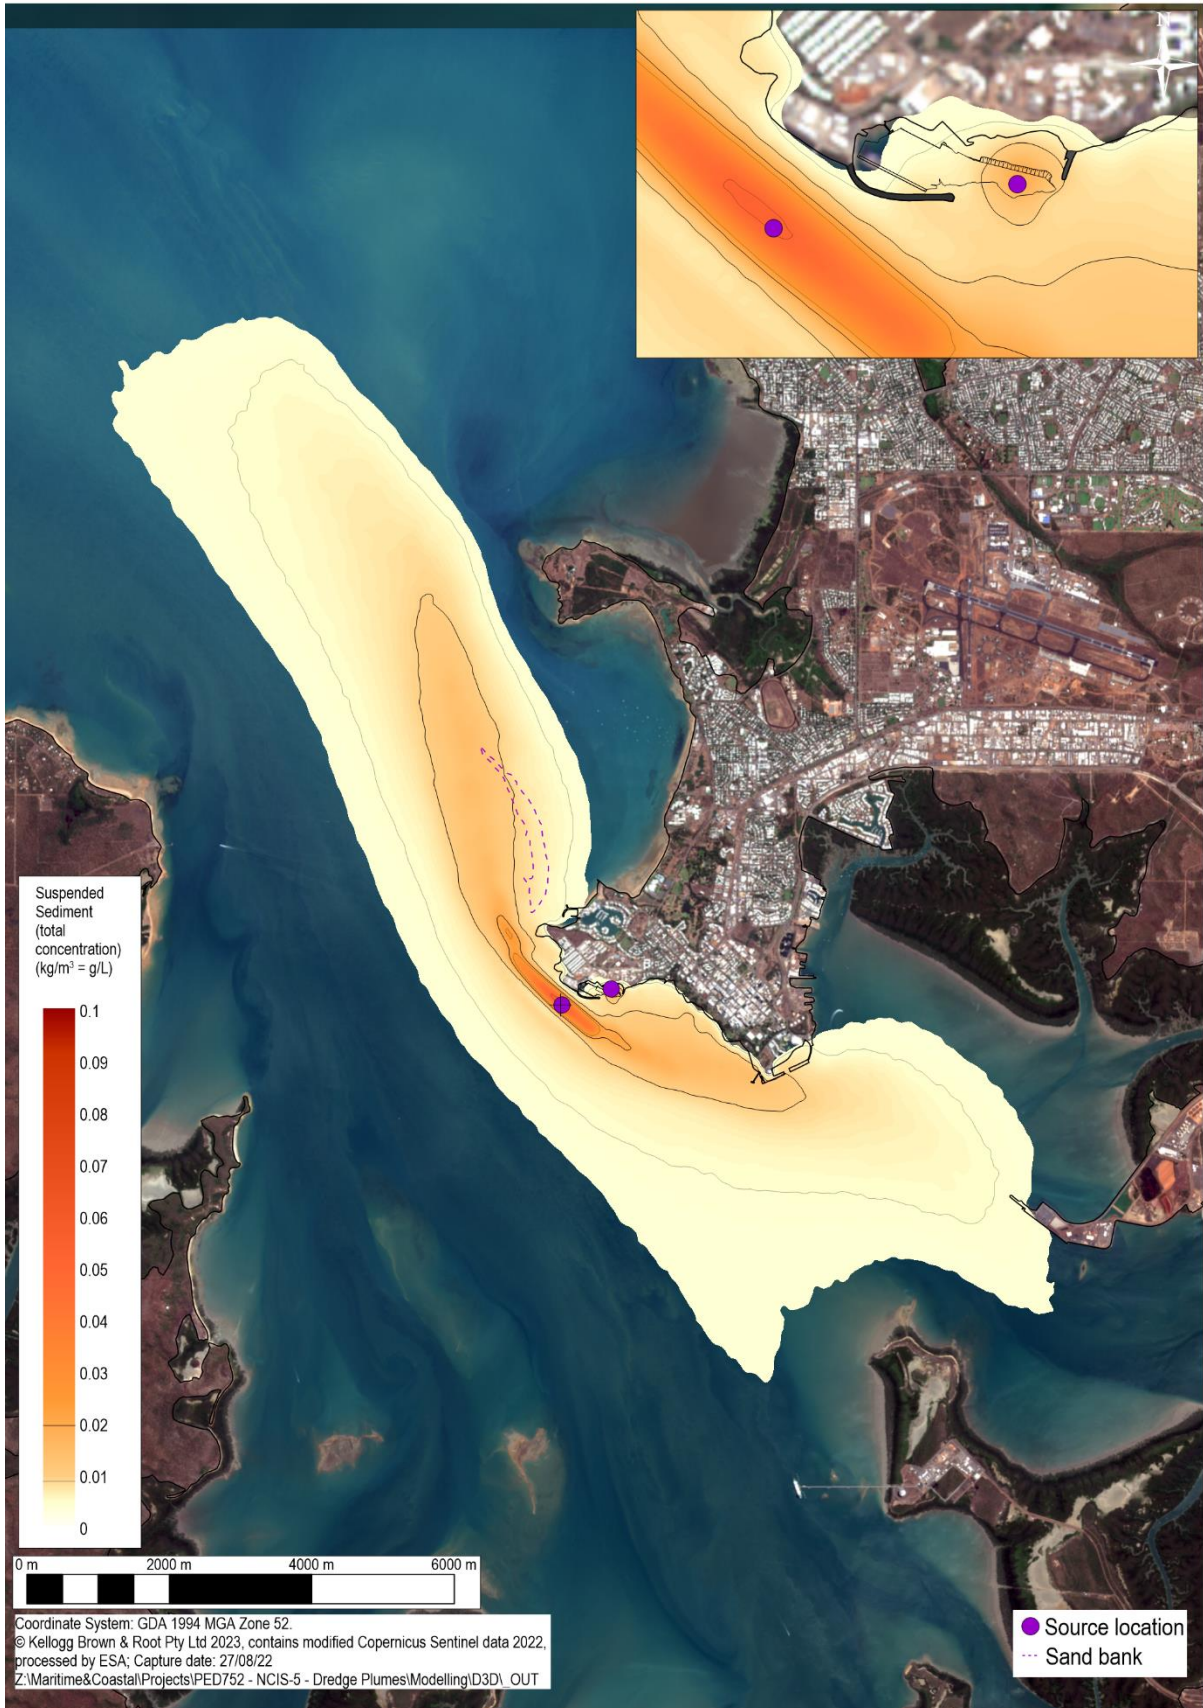 N
Suspended
Sediment
(total
concentration)
(kg/m³ = g/L)
0.1
0.09
0.08
0.07
0.06
0.05
0.04
0.03
0.02
0.01
0
0 m 2000 m 4000 m 6000 m
Coordinate System: GDA 1994 MGA Zone 52.
© Kellogg Brown & Root Pty Ltd 2023, contains modified Copernicus Sentinel data 2022,
processed by ESA; Capture date: 27/08/22
Z:\Maritime&Coastal\Projects\PED752 - NCIS-5 - Dredge Plumes\Modelling\D3D\_OUT
Source location
Sand bank